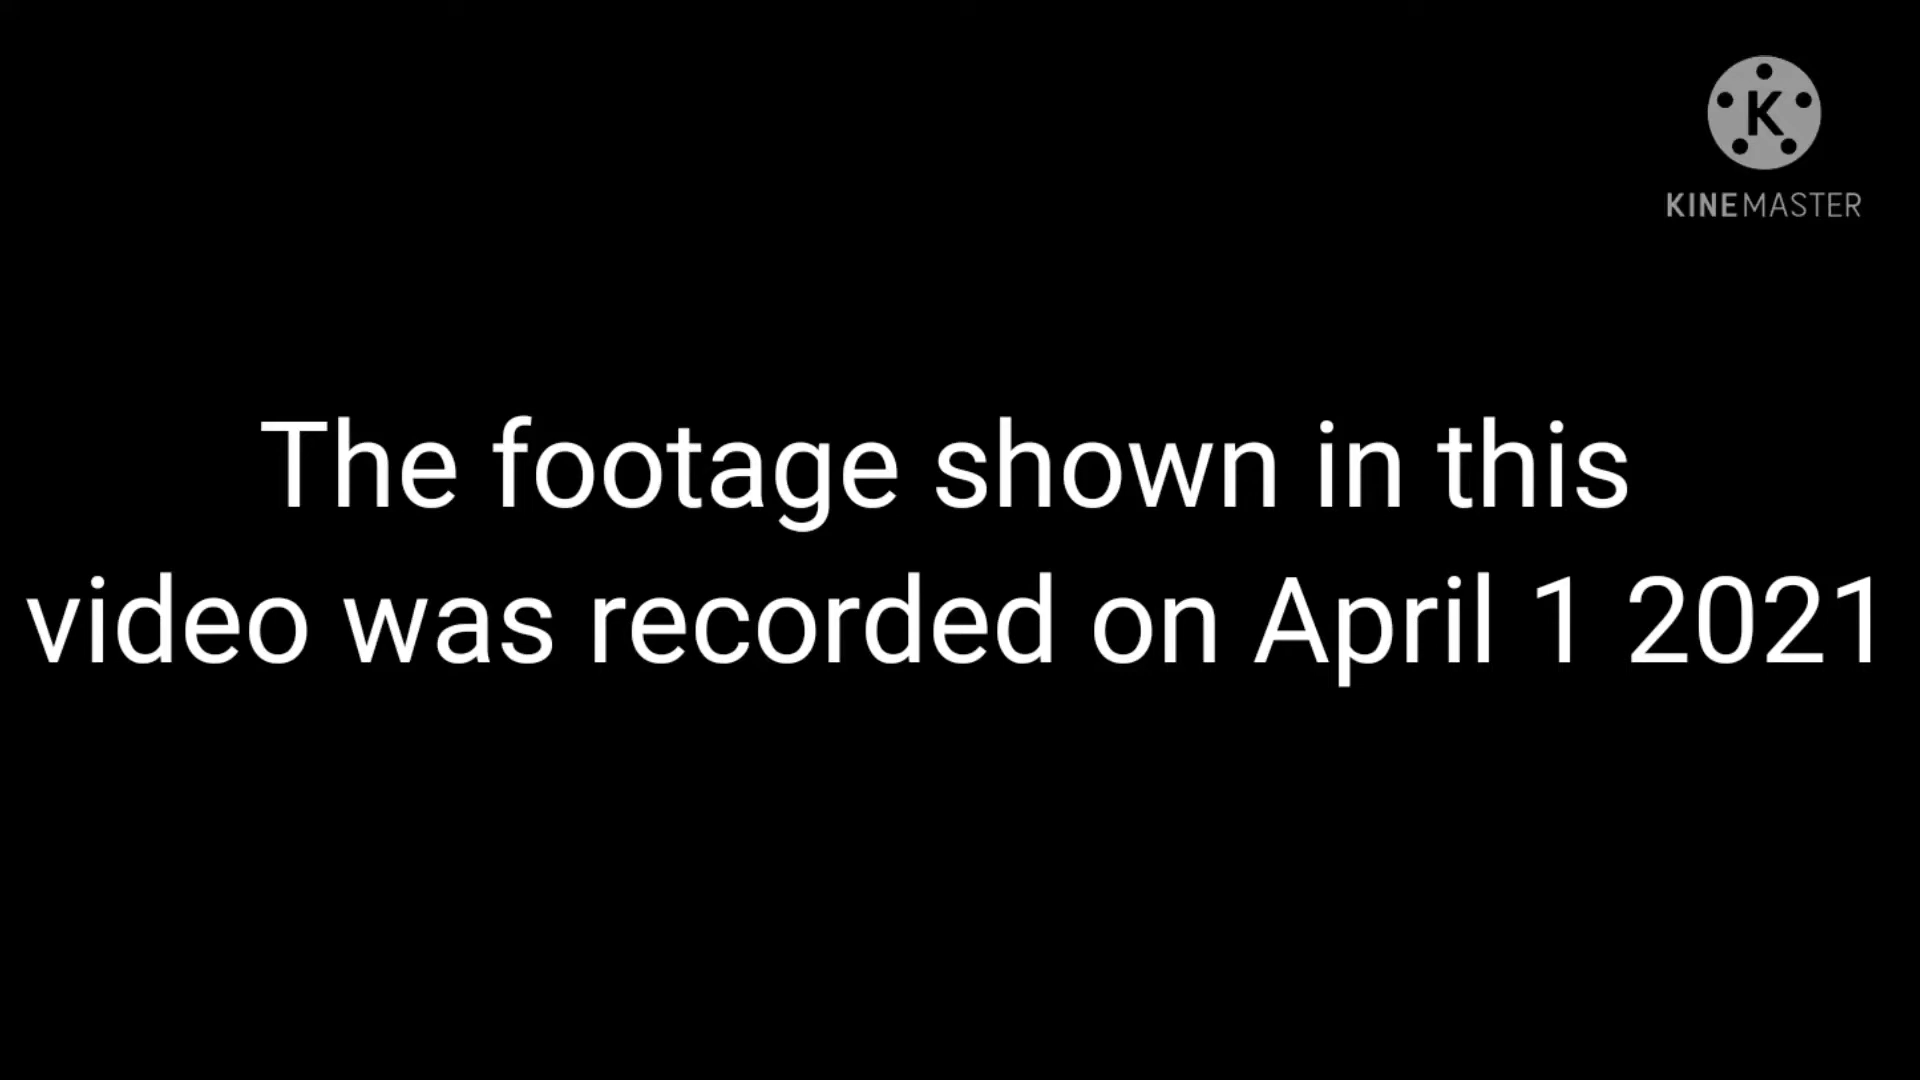 K
KINEMASTER
The footage shown in this
video was recorded on April 1 2021